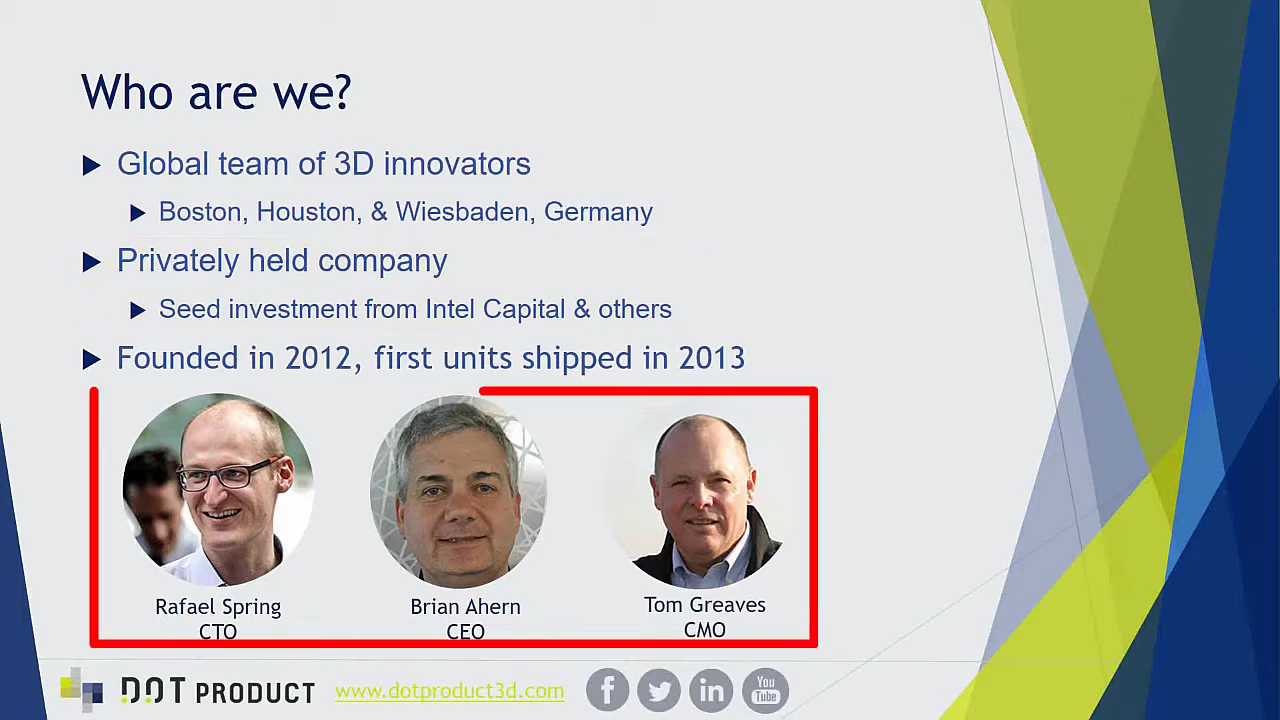 Who are we?
Global team of 3D innovators
Boston, Houston, & Wiesbaden, Germany
Privately held company
Seed investment from Intel Capital & others
Founded in 2012, first units shipped in 2013
Rafael Spring
CTO
Brian Ahern
CEO
Tom Greaves
CMO
DOT PRODUCT
www.dotproduct3d.com
f
in
You
Tube